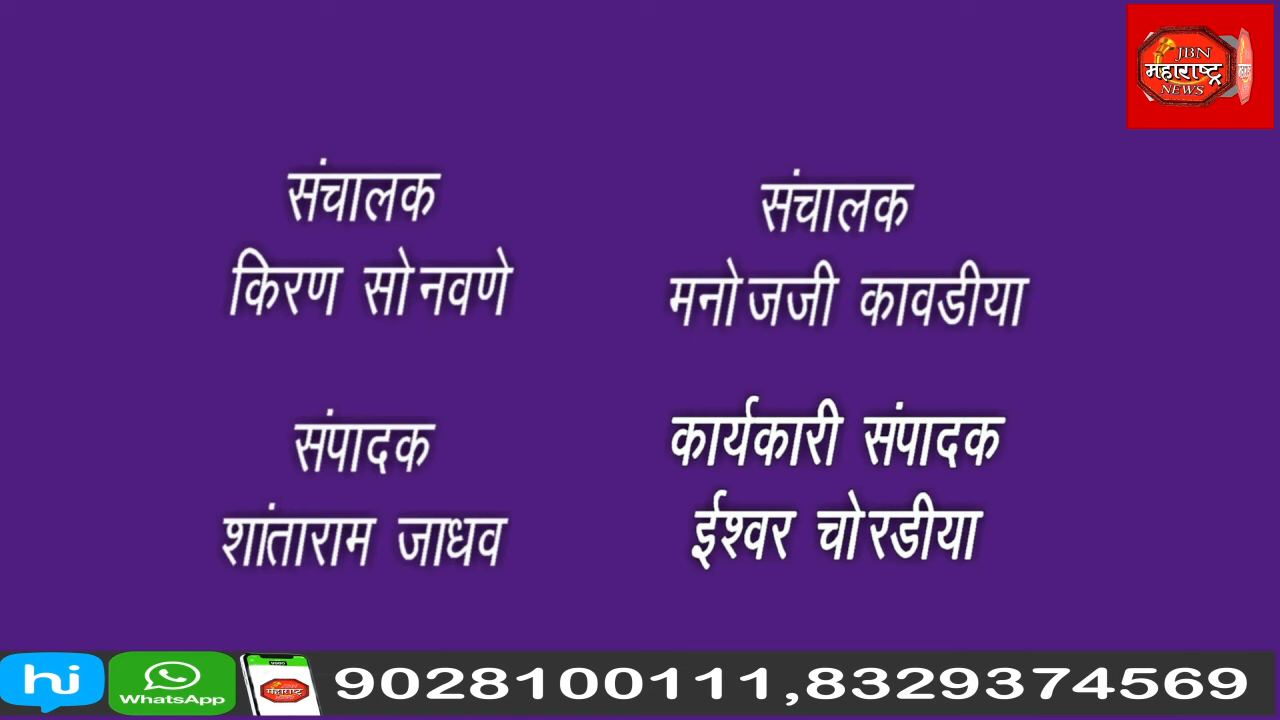 JBN
महाराष्ट्र
NEWS
संचालक
किरण सोनवणे
संचालक
मनोजजी कावडीया
संपादक
शांताराम जाधव
कार्यकारी संपादक
ईश्वर चोरडीया
hi
WhatsApp
महाराष्ट्र
9028100111,8329374569